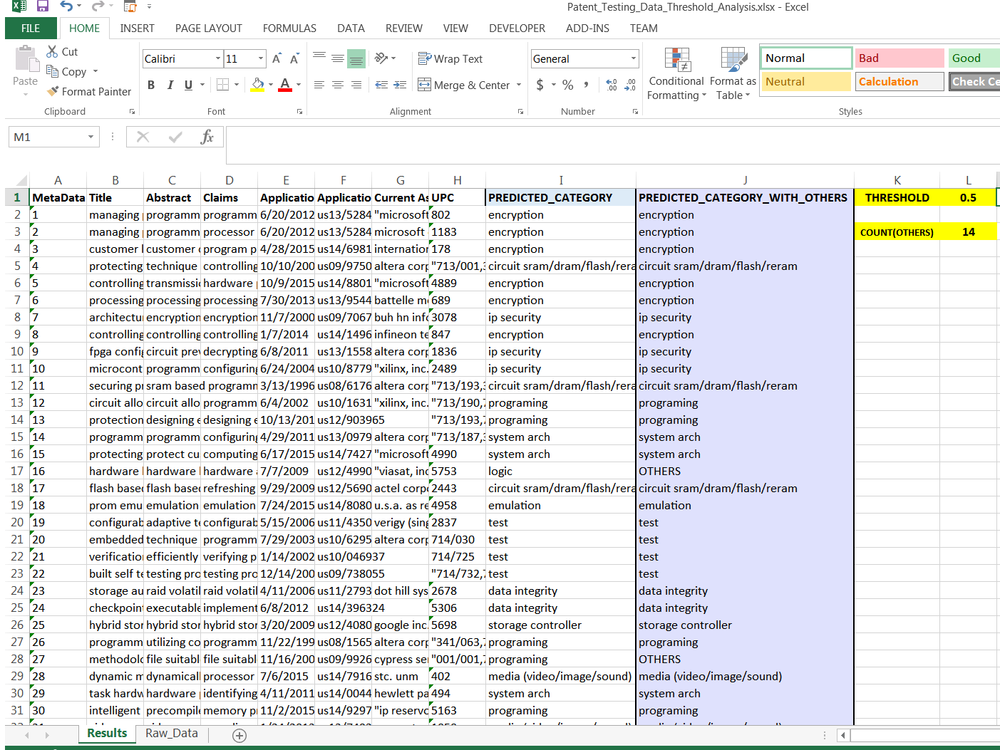 Patent_Testing_Data_Threshold_Analysis.xlsx - Excel
FILE HOME INSERT PAGE LAYOUT FORMULAS DATA REVIEW VIEW DEVELOPER ADD-INS TEAM
Paste Cut Copy Format Painter
Calibri 11
B I U A
Wrap Text
Merge & Center
General
$ % ,
Conditional Formatting
Format as Table
Normal Bad Good
Neutral Calculation Check Ce
Clipboard Font Alignment Number Styles
M1 fx
A B C D E F G H I J K L
1 MetaData Title Abstract Claims Applicatio Applicatio Current As UPC PREDICTED_CATEGORY PREDICTED_CATEGORY_WITH_OTHERS THRESHOLD 0.5
2 1 managing programm programm 6/20/2012 us13/5284 "microsoft 802 encryption encryption
3 2 managing programm processor 6/20/2012 us13/5284 microsoft 1183 encryption encryption COUNT(OTHERS) 14
4 3 customer customer program p 4/28/2015 us14/6981 internation 178 encryption encryption
5 4 protecting technique controlling 10/10/200 us09/9750 altera corp "713/001,3 circuit sram/dram/flash/rera circuit sram/dram/flash/reram
6 5 controlling transmissio hardware 10/9/2015 us14/8801 "microsoft 4889 encryption encryption
7 6 processing processing processing 7/30/2013 us13/9544 battelle me 689 encryption encryption
8 7 architectu encryption encryption 11/7/2000 us09/7067 buh hn info 3078 ip security ip security
9 8 controlling controlling controlling 1/7/2014 us14/1496 infineon te 847 encryption encryption
10 9 fpga config circuit prev decrypting 6/8/2011 us13/1558 altera corp 1836 ip security ip security
11 10 microcont programm configuring 6/24/2004 us10/8779 "xilinx, inc. 2489 ip security ip security
12 11 securing pr sram based programm 3/13/1996 us08/6176 altera corp "713/193,3 circuit sram/dram/flash/rera circuit sram/dram/flash/reram
13 12 circuit allo circuit allo programm 6/4/2002 us10/1631 "xilinx, inc. "713/190,7 programing programing
14 13 protection designing e designing e 10/13/201 us12/903965 "713/193,7 programing programing
15 14 programm programm configuring 4/29/2011 us13/0979 altera corp "713/187,3 system arch system arch
16 15 protecting protect cu computing 6/17/2015 us14/7427 "microsoft 4990 system arch system arch
17 16 hardware hardware hardware 7/7/2009 us12/4990 "viasat, inc 5753 logic OTHERS
18 17 flash based flash based refreshing 9/29/2009 us12/5690 actel corpo 2443 circuit sram/dram/flash/rera circuit sram/dram/flash/reram
19 18 prom emu emulation emulation 7/24/2015 us14/8080 u.s.a. as re 4958 emulation emulation
20 19 configurab adaptive te configurab 5/15/2006 us11/4350 verigy (sing 2837 test test
21 20 embedded technique programm 7/29/2003 us10/6295 altera corp 714/030 test test
22 21 verificatio efficiently verifying p 1/14/2002 us10/046937 714/725 test test
23 22 built self te testing pro testing pro 12/14/200 us09/738055 "714/732,7 test test
24 23 storage au raid volatil raid volatil 4/11/2006 us11/2793 dot hill sys 2678 data integrity data integrity
25 24 checkpoint executable implement 6/8/2012 us14/396324 5306 data integrity data integrity
26 25 hybrid stor hybrid stor hybrid stor 3/20/2009 us12/4080 google inc. 5698 storage controller storage controller
27 26 programm utilizing co programm 11/22/199 us08/1565 altera corp "341/063,7 programing programing
28 27 methodolo file suitabl file suitabl 11/16/200 us09/9926 cypress se "001/001,7 programing OTHERS
29 28 dynamic m dynamicall processor 7/6/2015 us14/7916 stc. unm 402 media (video/image/sound) media (video/image/sound)
30 29 task hardw hardware identifying 4/11/2011 us14/0044 hewlett pa 494 system arch system arch
31 30 intelligent precompile memory p 11/2/2015 us14/9297 "ip reservo 5163 programing programing
Results Raw_Data